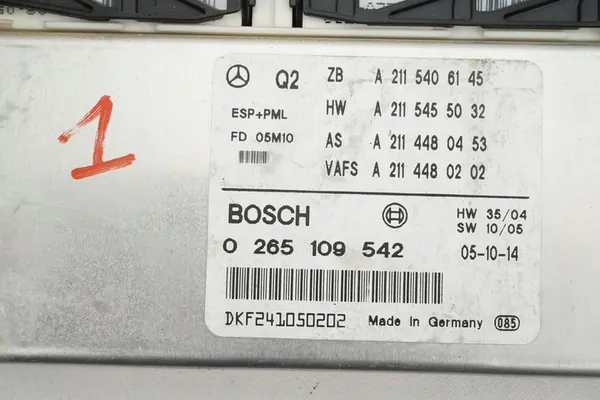 1
Q2
ZB A 211 540 61 45
ESP+PML
HW A 211 545 50 32
FD 05M10
AS A 211 448 04 53
VAFS A 211 448 02 02
BOSCH
HW 35/04
SW 10/05
0 265 109 542
05-10-14
DKF241050202 Made in Germany 085